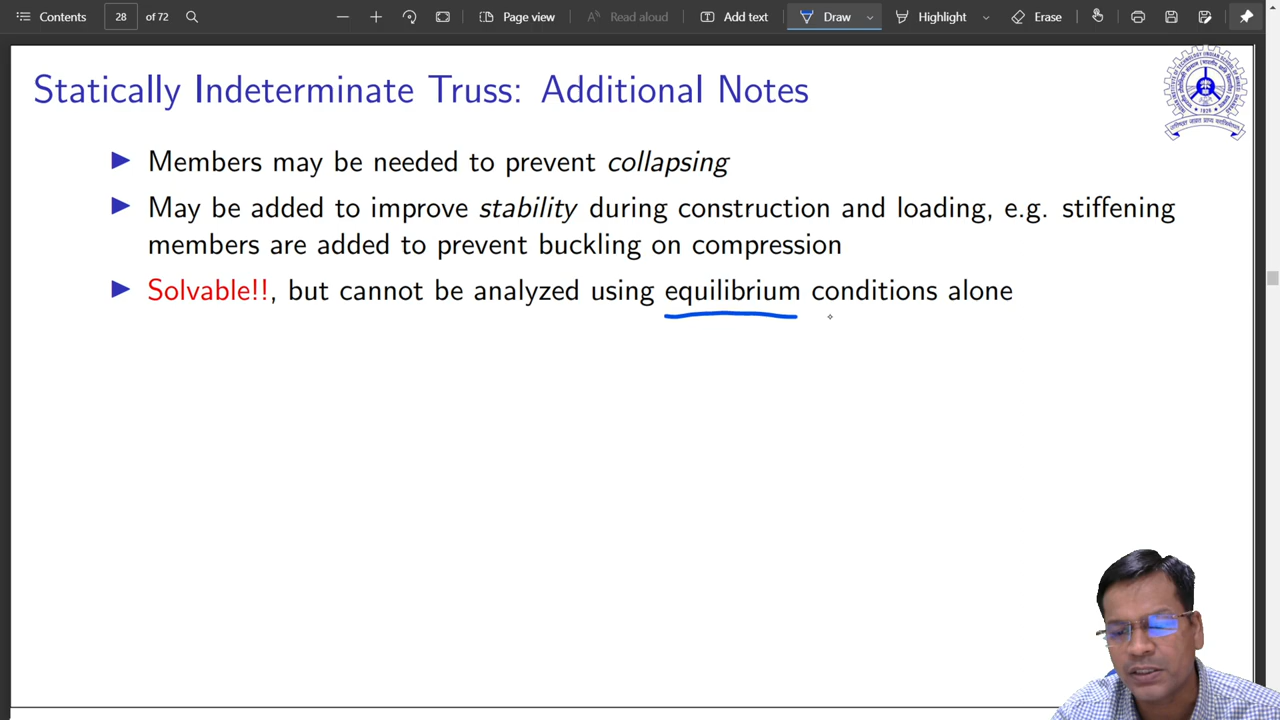 Contents 28 of 72 Page view Read aloud Add text Draw Highlight Erase
Statically Indeterminate Truss: Additional Notes
Members may be needed to prevent collapsing
May be added to improve stability during construction and loading, e.g. stiffening
members are added to prevent buckling on compression
Solvable!!, but cannot be analyzed using equilibrium conditions alone